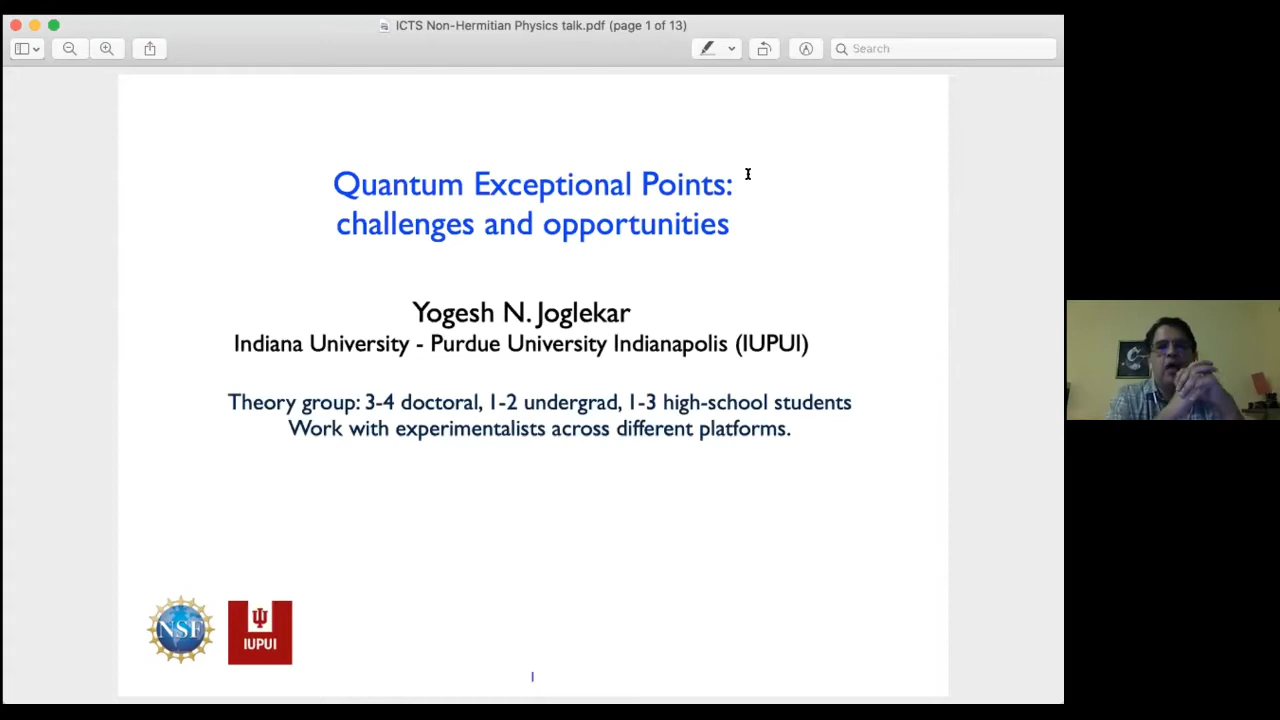 ICTS Non-Hermitian Physics talk.pdf (page 1 of 13)
Search
Quantum Exceptional Points:
challenges and opportunities
Yogesh N. Joglekar
Indiana University - Purdue University Indianapolis (IUPUI)
Theory group: 3-4 doctoral, 1-2 undergrad, 1-3 high-school students
Work with experimentalists across different platforms.
NSF
IUPUI
1